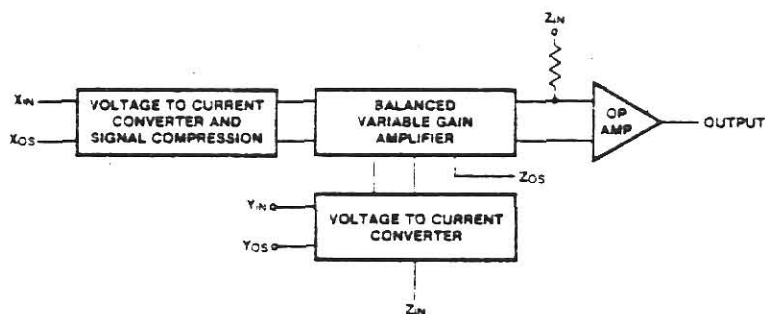 ZIN
XIN
XOS
VOLTAGE TO CURRENT
CONVERTER AND
SIGNAL COMPRESSION
BALANCED
VARIABLE GAIN
AMPLIFIER
OP
AMP
OUTPUT
ZOS
YIN
YOS
VOLTAGE TO CURRENT
CONVERTER
ZIN